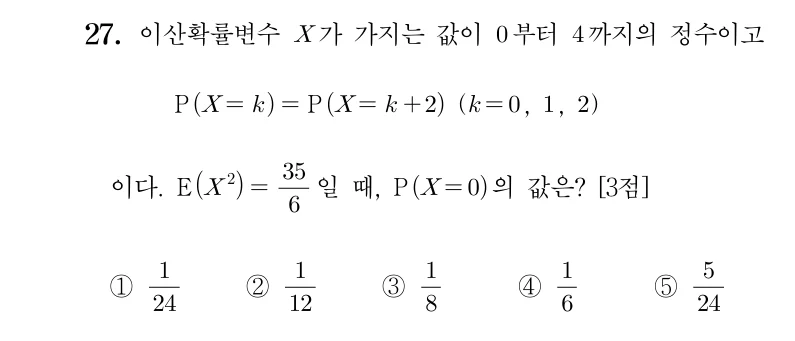 27. 이산확률변수 X가 가지는 값이 0부터 4까지의 정수이고
P(X=k)=P(X=k+2) (k=0, 1, 2)
이다. E(X²)=35/6일 때, P(X=0)의 값은? [3점]
① 1/24 ② 1/12 ③ 1/8 ④ 1/6 ⑤ 5/24